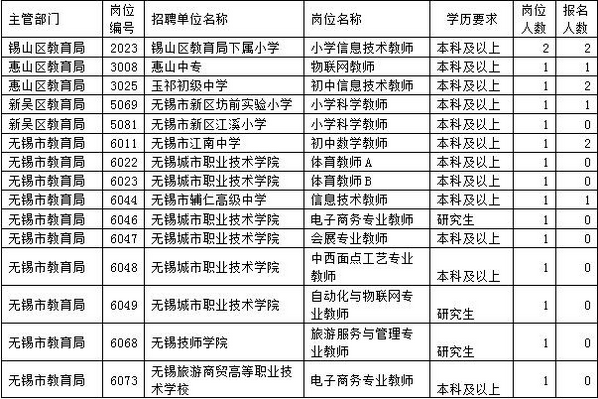 主管部门 岗位编号 招聘单位名称 岗位名称 学历要求 岗位人数 报名人数
锡山区教育局 2023 锡山区教育局下属小学 小学信息技术教师 本科及以上 2 2
惠山区教育局 3008 惠山中专 物联网教师 本科及以上 1 1
惠山区教育局 3025 玉祁初级中学 初中信息技术教师 本科及以上 1 2
新吴区教育局 5069 无锡市新区坊前实验小学 小学科学教师 本科及以上 1 1
新吴区教育局 5081 无锡市新区江溪小学 小学科学教师 本科及以上 1 0
无锡市教育局 6011 无锡市江南中学 初中数学教师 本科及以上 1 2
无锡市教育局 6022 无锡城市职业技术学院 体育教师A 本科及以上 1 0
无锡市教育局 6023 无锡城市职业技术学院 体育教师B 本科及以上 1 0
无锡市教育局 6044 无锡市辅仁高级中学 信息技术教师 本科及以上 1 1
无锡市教育局 6046 无锡城市职业技术学院 电子商务专业教师 研究生 1 0
无锡市教育局 6047 无锡城市职业技术学院 会展专业教师 本科及以上 1 0
无锡市教育局 6048 无锡城市职业技术学院 中西面点工艺专业教师 本科及以上 1 0
无锡市教育局 6049 无锡城市职业技术学院 自动化与物联网专业教师 研究生 1 0
无锡市教育局 6068 无锡技师学院 旅游服务与管理专业教师 研究生 1 0
无锡市教育局 6073 无锡旅游商贸高等职业技术学校 电子商务专业教师 本科及以上 1 0